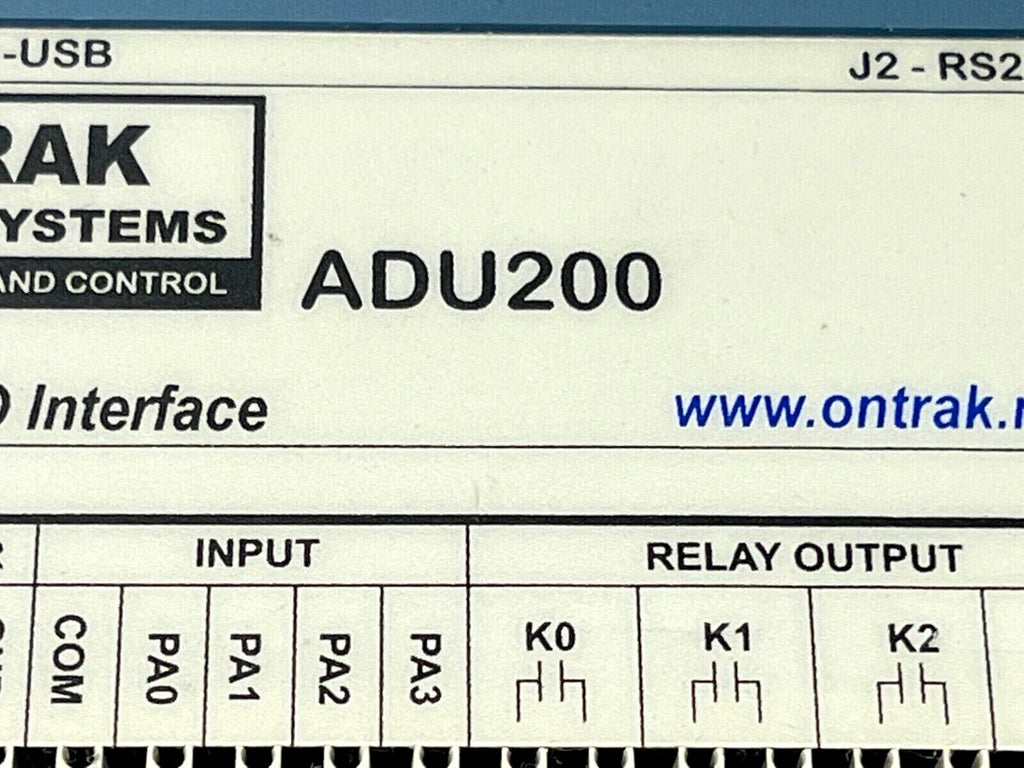 -USB
J2 - RS2
RAK
YSTEMS
AND CONTROL
ADU200
Interface
www.ontrak.
INPUT
RELAY OUTPUT
COM
PA0
PA1
PA2
PA3
K0
K1
K2